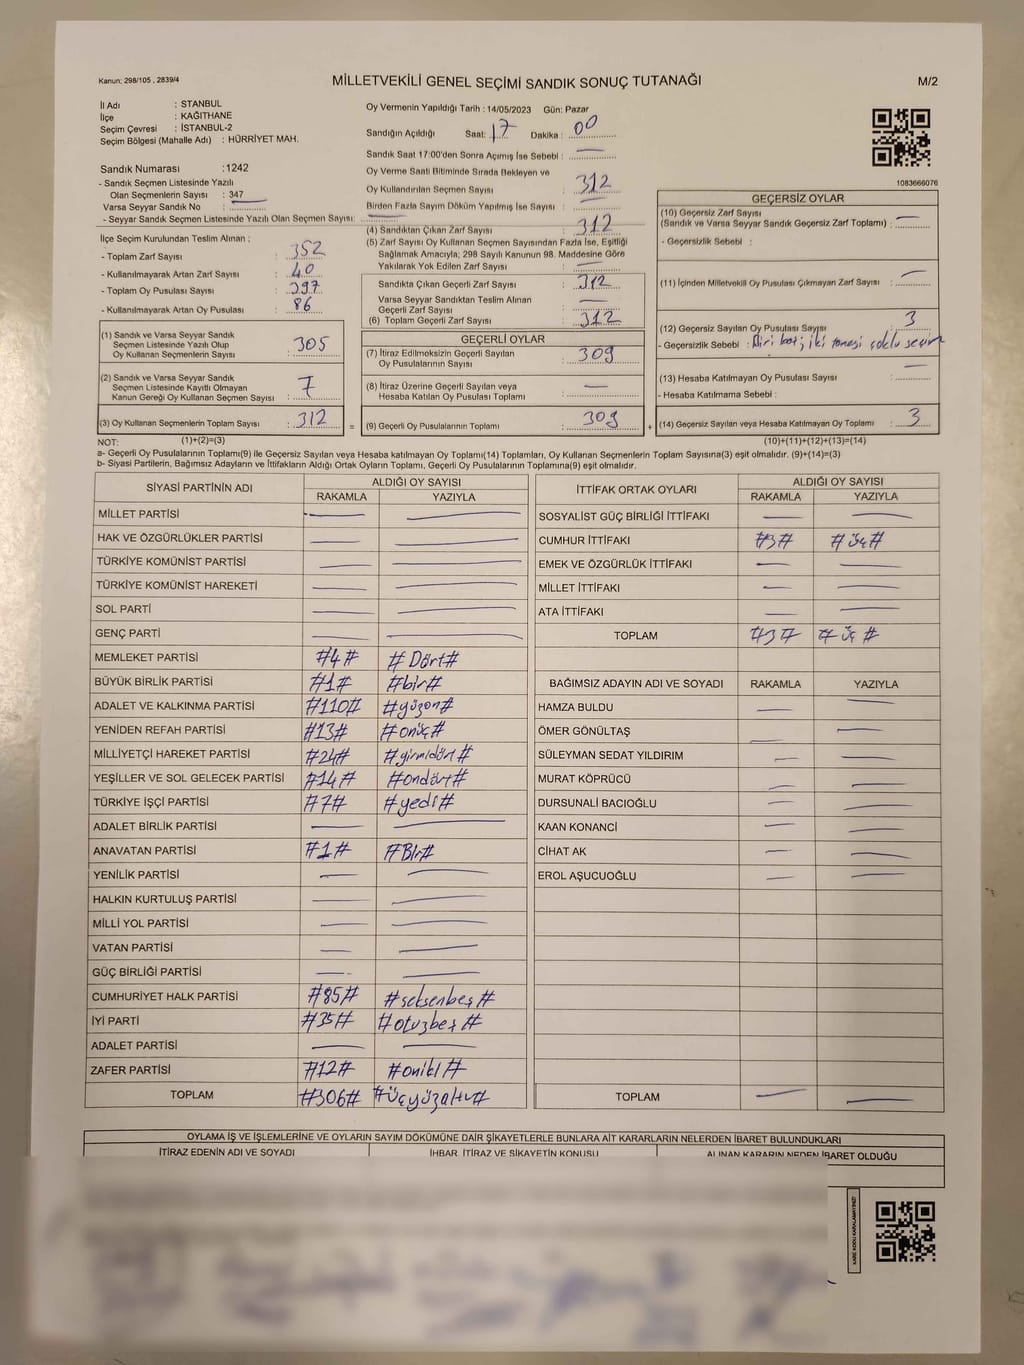 Kanun: 298/105 , 2839/4
MİLLETVEKİLİ GENEL SEÇİMİ SANDIK SONUÇ TUTANAĞI
M/2
İl Adı : STANBUL
İlçe : KAĞITHANE
Seçim Çevresi : İSTANBUL-2
Seçim Bölgesi (Mahalle Adı) : HÜRRİYET MAH.
Sandık Numarası :1242
- Sandık Seçmen Listesinde Yazılı
Olan Seçmenlerin Sayısı : 347
Varsa Seyyar Sandık No :
- Seyyar Sandık Seçmen Listesinde Yazılı Olan Seçmen Sayısı:
Oy Vermenin Yapıldığı Tarih : 14/05/2023 Gün: Pazar
Sandığın Açıldığı Saat: 17 Dakika : 00
Sandık Saat 17:00'den Sonra Açımış İse Sebebi :
Oy Verme Saati Bitiminde Sırada Bekleyen ve
Oy Kullandırılan Seçmen Sayısı : 312
Birden Fazla Sayım Döküm Yapılmış İse Sayısı :
1083666076
İlçe Seçim Kurulundan Teslim Alınan ;
- Toplam Zarf Sayısı : 352
- Kullanılmayarak Artan Zarf Sayısı : 40
- Toplam Oy Pusulası Sayısı : 397
- Kullanılmayarak Artan Oy Pusulası : 86
(4) Sandıktan Çıkan Zarf Sayısı : 312
(5) Zarf Sayısı Oy Kullanan Seçmen Sayısından Fazla İse, Eşitliği
Sağlamak Amacıyla; 298 Sayılı Kanunun 98. Maddesine Göre
Yakılarak Yok Edilen Zarf Sayısı :
Sandıkta Çıkan Geçerli Zarf Sayısı : 312
Varsa Seyyar Sandıktan Teslim Alınan
Geçerli Zarf Sayısı :
(6) Toplam Geçerli Zarf Sayısı : 312
(1) Sandık ve Varsa Seyyar Sandık
Seçmen Listesinde Yazılı Olup
Oy Kullanan Seçmenlerin Sayısı : 305
(2) Sandık ve Varsa Seyyar Sandık
Seçmen Listesinde Kayıtlı Olmayan
Kanun Gereği Oy Kullanan Seçmen Sayısı : 7
(3) Oy Kullanan Seçmenlerin Toplam Sayısı : 312 =
GEÇERLİ OYLAR
(7) İtiraz Edilmeksizin Geçerli Sayılan
Oy Pusulalarının Sayısı : 309
(8) İtiraz Üzerine Geçerli Sayılan veya
Hesaba Katılan Oy Pusulası Toplamı :
(9) Geçerli Oy Pusulalarının Toplamı : 309 +
GEÇERSİZ OYLAR
(10) Geçersiz Zarf Sayısı
(Sandık ve Varsa Seyyar Sandık Geçersiz Zarf Toplamı) :
- Geçersizlik Sebebi :
(11) İçinden Milletvekili Oy Pusulası Çıkmayan Zarf Sayısı :
(12) Geçersiz Sayılan Oy Pusulası Sayısı : 3
- Geçersizlik Sebebi : Biri boş; iki tanesi çoklu seçim
(13) Hesaba Katılmayan Oy Pusulası Sayısı :
- Hesaba Katılmama Sebebi :
(14) Geçersiz Sayılan veya Hesaba Katılmayan Oy Toplamı : 3
NOT: (1)+(2)=(3) (10)+(11)+(12)+(13)=(14)
a- Geçerli Oy Pusulalarının Toplamı(9) ile Geçersiz Sayılan veya Hesaba katılmayan Oy Toplamı(14) Toplamları, Oy Kullanan Seçmenlerin Toplam Sayısına(3) eşit olmalıdır. (9)+(14)=(3)
b- Siyasi Partilerin, Bağımsız Adayların ve İttifakların Aldığı Ortak Oyların Toplamı, Geçerli Oy Pusulalarının Toplamına(9) eşit olmalıdır.
SİYASİ PARTİNİN ADI ALDIĞI OY SAYISI
RAKAMLA YAZIYLA
MİLLET PARTİSİ
HAK VE ÖZGÜRLÜKLER PARTİSİ
TÜRKİYE KOMÜNİST PARTİSİ
TÜRKİYE KOMÜNİST HAREKETİ
SOL PARTİ
GENÇ PARTİ
MEMLEKET PARTİSİ #4# # Dört#
BÜYÜK BİRLİK PARTİSİ #1# #bir#
ADALET VE KALKINMA PARTİSİ #110# #yüzon#
YENİDEN REFAH PARTİSİ #13# #onüç#
MİLLİYETÇİ HAREKET PARTİSİ #24# #yirmidört#
YEŞİLLER VE SOL GELECEK PARTİSİ #14# #ondört#
TÜRKİYE İŞÇİ PARTİSİ #7# #yedi#
ADALET BİRLİK PARTİSİ
ANAVATAN PARTİSİ #1# #Bir#
YENİLİK PARTİSİ
HALKIN KURTULUŞ PARTİSİ
MİLLİ YOL PARTİSİ
VATAN PARTİSİ
GÜÇ BİRLİĞİ PARTİSİ
CUMHURİYET HALK PARTİSİ #85# #seksenbeş#
İYİ PARTİ #35# #otuzbeş#
ADALET PARTİSİ
ZAFER PARTİSİ #12# #oniki#
TOPLAM #306# #üçyüzaltı#
İTTİFAK ORTAK OYLARI ALDIĞI OY SAYISI
RAKAMLA YAZIYLA
SOSYALİST GÜÇ BİRLİĞİ İTTİFAKI
CUMHUR İTTİFAKI #3# # üç#
EMEK VE ÖZGÜRLÜK İTTİFAKI
MİLLET İTTİFAKI
ATA İTTİFAKI
TOPLAM #3# # üç #
BAĞIMSIZ ADAYIN ADI VE SOYADI RAKAMLA YAZIYLA
HAMZA BULDU
ÖMER GÖNÜLTAŞ
SÜLEYMAN SEDAT YILDIRIM
MURAT KÖPRÜCÜ
DURSUNALİ BACIOĞLU
KAAN KONANCİ
CİHAT AK
EROL AŞUCUOĞLU
TOPLAM
OYLAMA İŞ VE İŞLEMLERİNE VE OYLARIN SAYIM DÖKÜMÜNE DAİR ŞİKAYETLERLE BUNLARA AİT KARARLARIN NELERDEN İBARET BULUNDUKLARI
İTİRAZ EDENİN ADI VE SOYADI İHBAR, İTİRAZ VE ŞİKAYETİN KONUSU ALINAN KARARIN NEDEN İBARET OLDUĞU